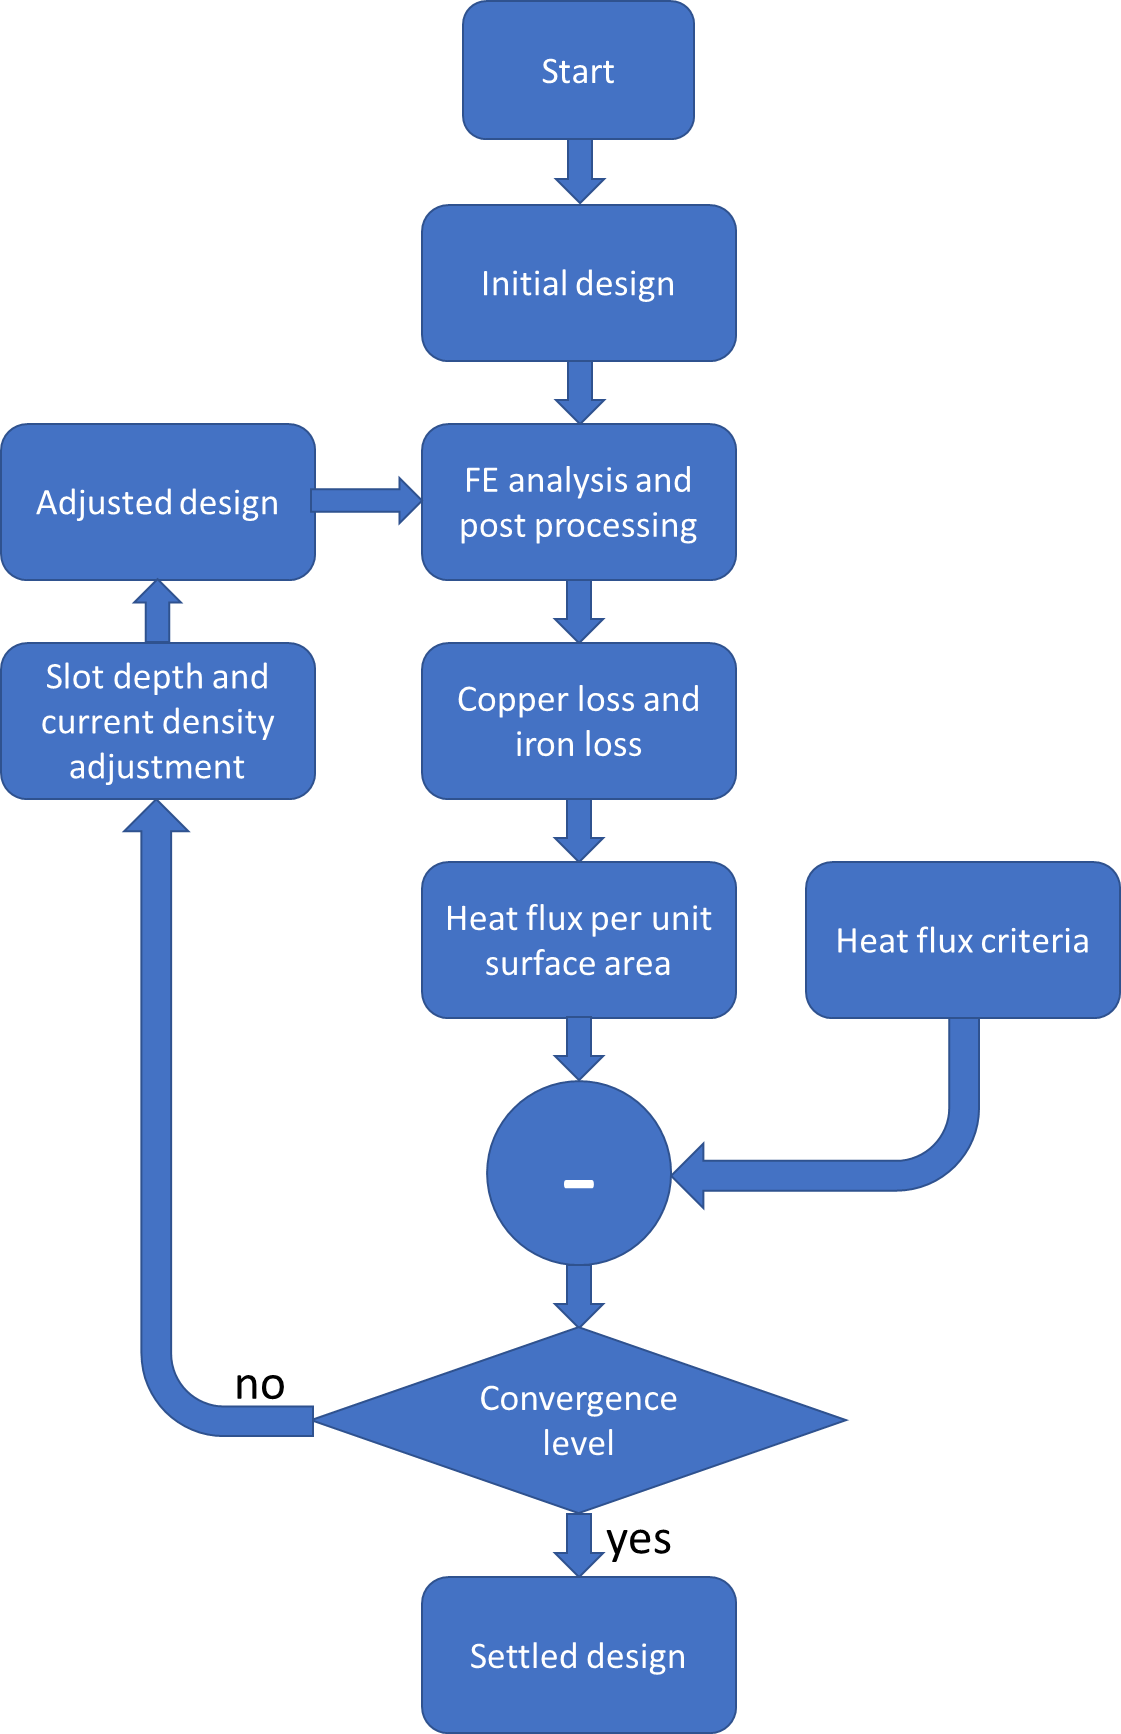 Start
Initial design
Adjusted design
FE analysis and
post processing
Slot depth and
current density
adjustment
Copper loss and
iron loss
Heat flux per unit
surface area
Heat flux criteria
-
no
Convergence
level
yes
Settled design